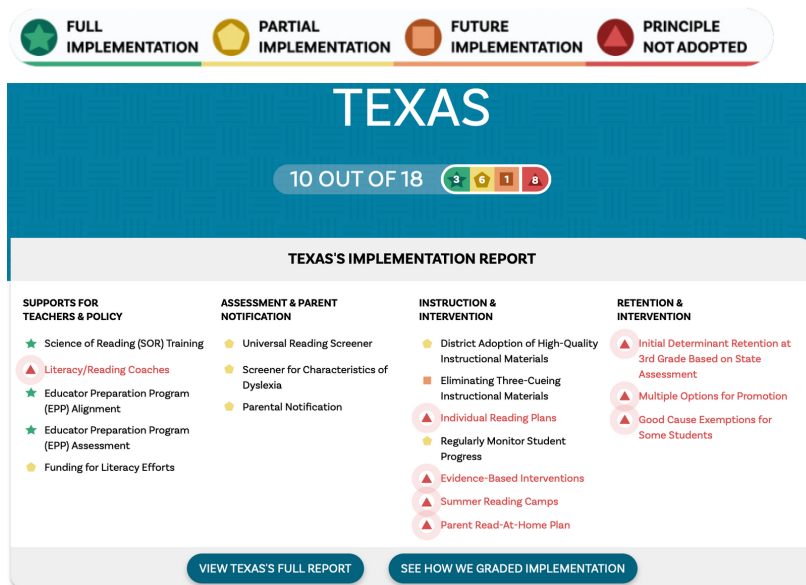 FULL
IMPLEMENTATION
PARTIAL
IMPLEMENTATION
FUTURE
IMPLEMENTATION
PRINCIPLE
NOT ADOPTED
TEXAS
10 OUT OF 18
3
6
1
8
TEXAS'S IMPLEMENTATION REPORT
SUPPORTS FOR
TEACHERS & POLICY
Science of Reading (SOR) Training
Literacy/Reading Coaches
Educator Preparation Program
(EPP) Alignment
Educator Preparation Program
(EPP) Assessment
Funding for Literacy Efforts
ASSESSMENT & PARENT
NOTIFICATION
Universal Reading Screener
Screener for Characteristics of
Dyslexia
Parental Notification
INSTRUCTION &
INTERVENTION
District Adoption of High-Quality
Instructional Materials
Eliminating Three-Cueing
Instructional Materials
Individual Reading Plans
Regularly Monitor Student
Progress
Evidence-Based Interventions
Summer Reading Camps
Parent Read-At-Home Plan
RETENTION &
INTERVENTION
Initial Determinant Retention at
3rd Grade Based on State
Assessment
Multiple Options for Promotion
Good Cause Exemptions for
Some Students
VIEW TEXAS'S FULL REPORT
SEE HOW WE GRADED IMPLEMENTATION